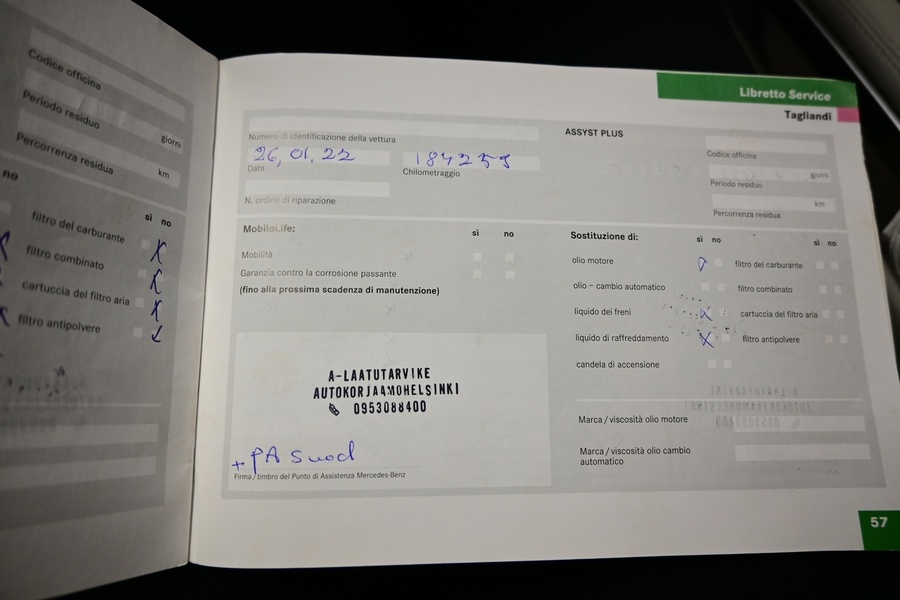 Codice officina
Periodo residuo
giorni
Percorrenza residua
km
no
sì no
filtro del carburante
filtro combinato
cartuccia del filtro aria
filtro antipolvere
Libretto Service
Tagliandi
Numero di identificazione della vettura
26, 01, 22
Data
Chilometraggio
N. ordine di riparazione
ASSYST PLUS
Codice officina
giorni
Periodo residuo
km
Percorrenza residua
MobiloLife:
sì no
Mobilità
Garanzia contro la corrosione passante
(fino alla prossima scadenza di manutenzione)
A-LAATUTARVIKE
0953088400
Firma/timbro del Punto di Assistenza Mercedes-Benz
Sostituzione di:
sì no
sì no
olio motore
filtro del carburante
olio – cambio automatico
filtro combinato
liquido dei freni
cartuccia del filtro aria
liquido di raffreddamento
filtro antipolvere
candela di accensione
Marca/viscosità olio motore
Marca/viscosità olio cambio
automatico
57